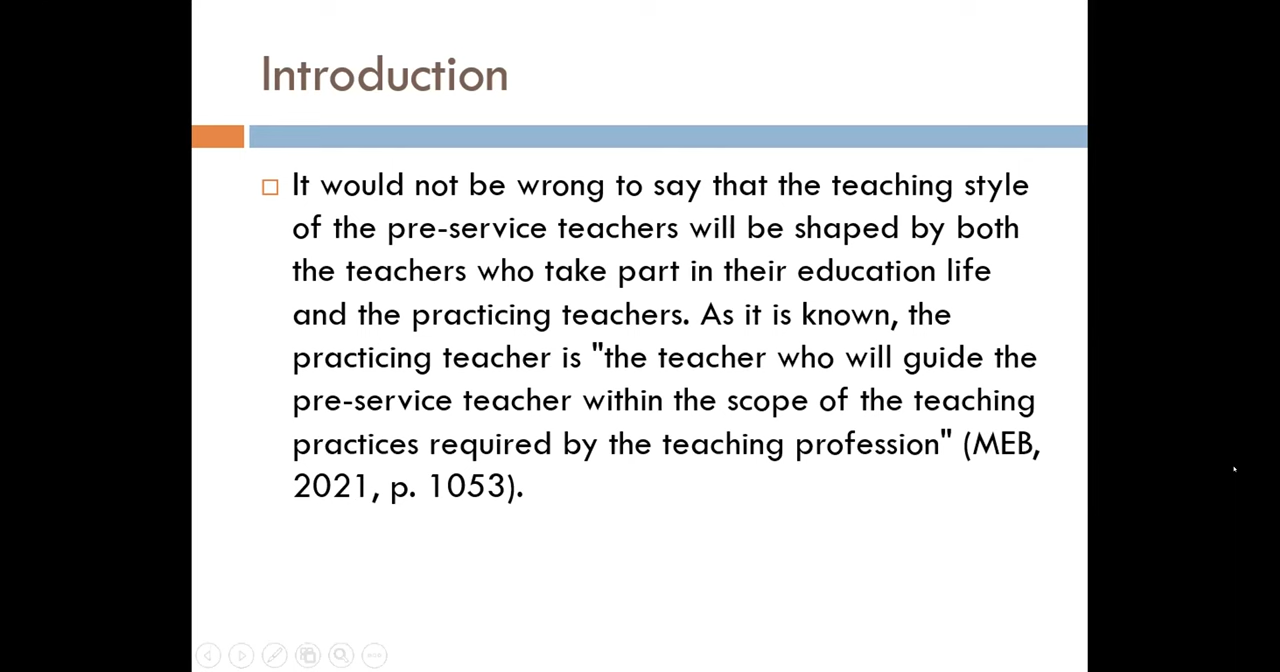 Introduction
It would not be wrong to say that the teaching style
of the pre-service teachers will be shaped by both
the teachers who take part in their education life
and the practicing teachers. As it is known, the
practicing teacher is "the teacher who will guide the
pre-service teacher within the scope of the teaching
practices required by the teaching profession" (MEB,
2021, p. 1053).